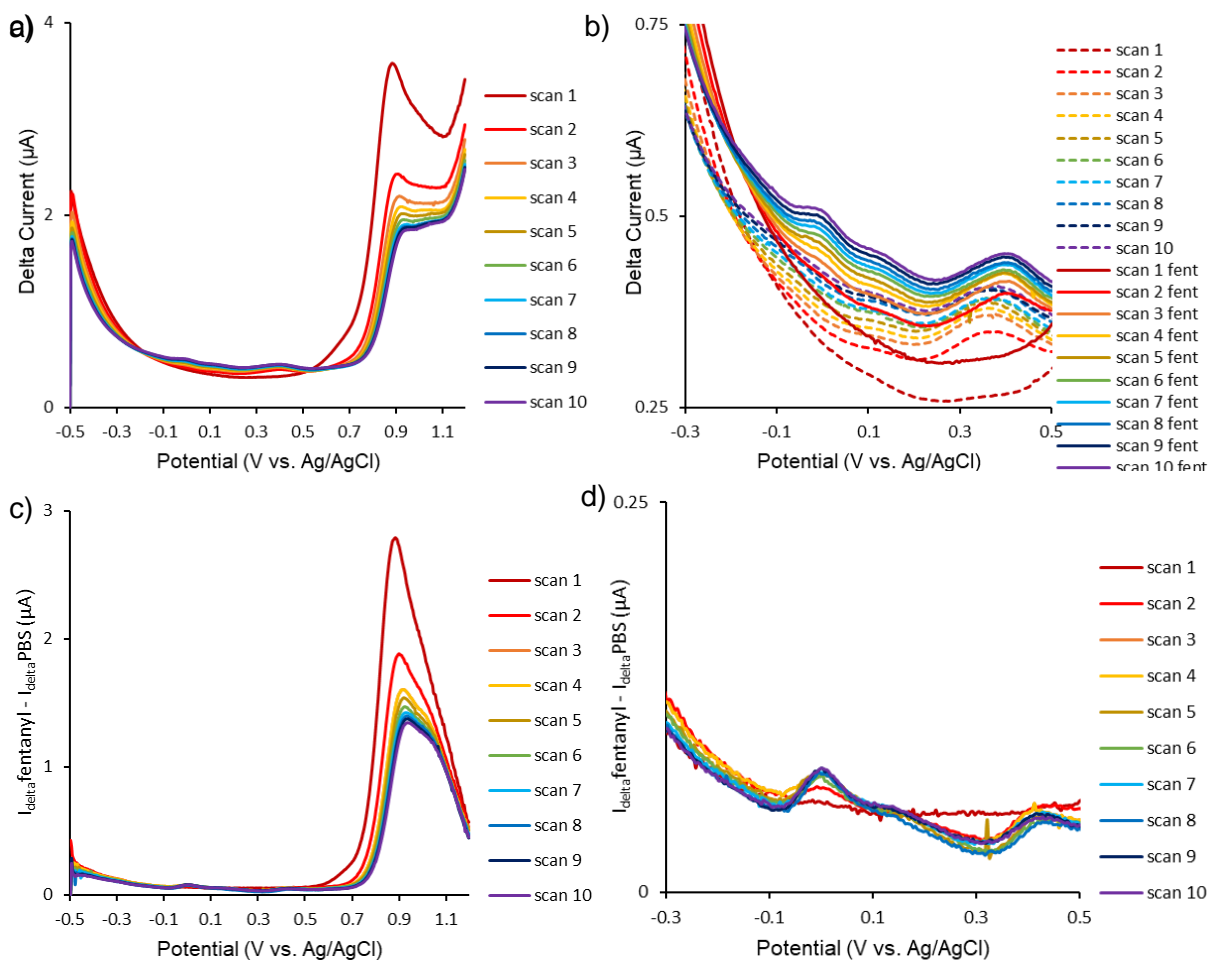 a)
4
2
0
Delta Current (µA)
-0.5 -0.3 -0.1 0.1 0.3 0.5 0.7 0.9 1.1
Potential (V vs. Ag/AgCl)
scan 1
scan 2
scan 3
scan 4
scan 5
scan 6
scan 7
scan 8
scan 9
scan 10
b)
0.75
0.5
0.25
Delta Current (µA)
-0.3 -0.1 0.1 0.3 0.5
Potential (V vs. Ag/AgCl)
scan 1
scan 2
scan 3
scan 4
scan 5
scan 6
scan 7
scan 8
scan 9
scan 10
scan 1 fent
scan 2 fent
scan 3 fent
scan 4 fent
scan 5 fent
scan 6 fent
scan 7 fent
scan 8 fent
scan 9 fent
scan 10 fent
c)
3
2
1
0
I delta fentanyl - I delta PBS (µA)
-0.5 -0.3 -0.1 0.1 0.3 0.5 0.7 0.9 1.1
Potential (V vs. Ag/AgCl)
scan 1
scan 2
scan 3
scan 4
scan 5
scan 6
scan 7
scan 8
scan 9
scan 10
d)
0.25
0
I delta fentanyl - I delta PBS (µA)
-0.3 -0.1 0.1 0.3 0.5
Potential (V vs. Ag/AgCl)
scan 1
scan 2
scan 3
scan 4
scan 5
scan 6
scan 7
scan 8
scan 9
scan 10